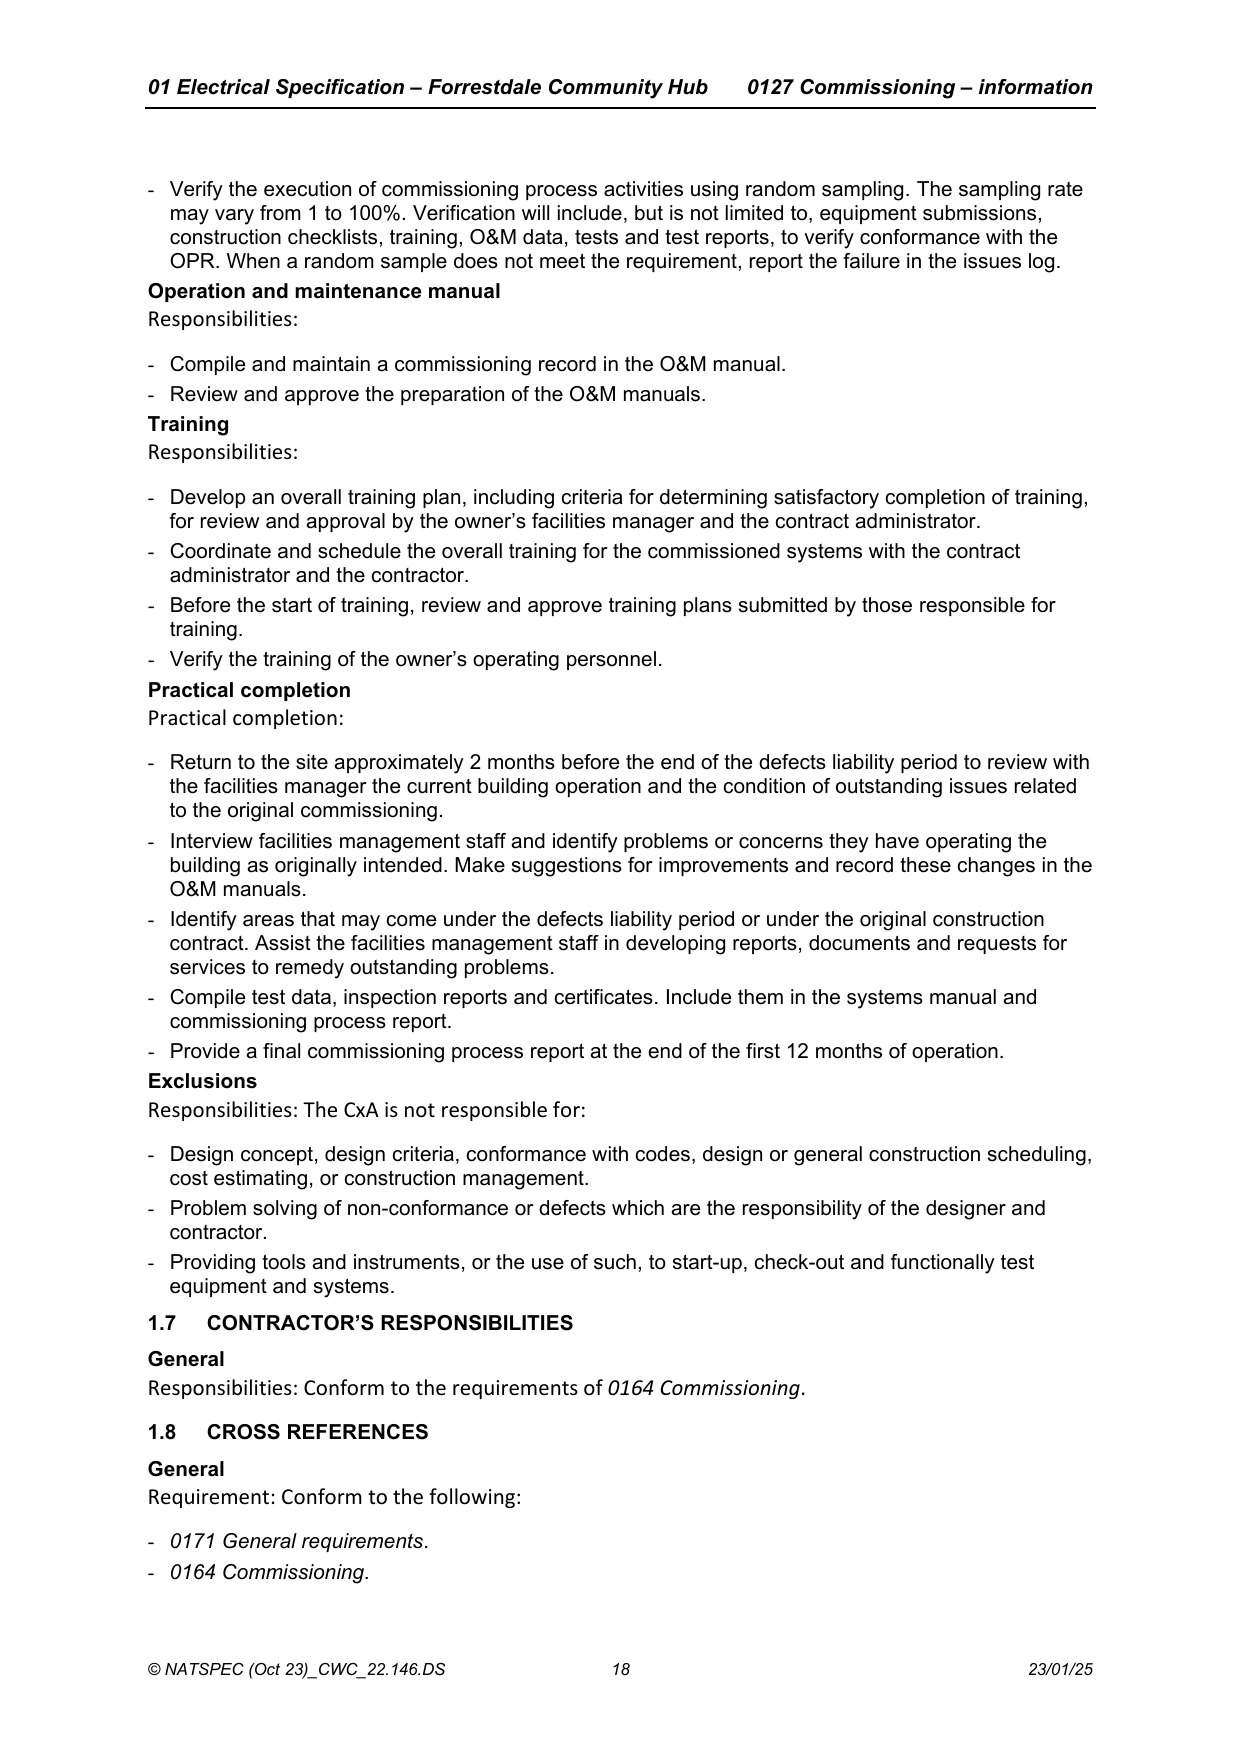 01 Electrical Specification – Forrestdale Community Hub 0127 Commissioning – information
- Verify the execution of commissioning process activities using random sampling. The sampling rate
may vary from 1 to 100%. Verification will include, but is not limited to, equipment submissions,
construction checklists, training, O&M data, tests and test reports, to verify conformance with the
OPR. When a random sample does not meet the requirement, report the failure in the issues log.
Operation and maintenance manual
Responsibilities:
- Compile and maintain a commissioning record in the O&M manual.
- Review and approve the preparation of the O&M manuals.
Training
Responsibilities:
- Develop an overall training plan, including criteria for determining satisfactory completion of training,
for review and approval by the owner’s facilities manager and the contract administrator.
- Coordinate and schedule the overall training for the commissioned systems with the contract
administrator and the contractor.
- Before the start of training, review and approve training plans submitted by those responsible for
training.
- Verify the training of the owner’s operating personnel.
Practical completion
Practical completion:
- Return to the site approximately 2 months before the end of the defects liability period to review with
the facilities manager the current building operation and the condition of outstanding issues related
to the original commissioning.
- Interview facilities management staff and identify problems or concerns they have operating the
building as originally intended. Make suggestions for improvements and record these changes in the
O&M manuals.
- Identify areas that may come under the defects liability period or under the original construction
contract. Assist the facilities management staff in developing reports, documents and requests for
services to remedy outstanding problems.
- Compile test data, inspection reports and certificates. Include them in the systems manual and
commissioning process report.
- Provide a final commissioning process report at the end of the first 12 months of operation.
Exclusions
Responsibilities: The CxA is not responsible for:
- Design concept, design criteria, conformance with codes, design or general construction scheduling,
cost estimating, or construction management.
- Problem solving of non-conformance or defects which are the responsibility of the designer and
contractor.
- Providing tools and instruments, or the use of such, to start-up, check-out and functionally test
equipment and systems.
1.7 CONTRACTOR’S RESPONSIBILITIES
General
Responsibilities: Conform to the requirements of 0164 Commissioning.
1.8 CROSS REFERENCES
General
Requirement: Conform to the following:
- 0171 General requirements.
- 0164 Commissioning.
© NATSPEC (Oct 23)_CWC_22.146.DS 18 23/01/25